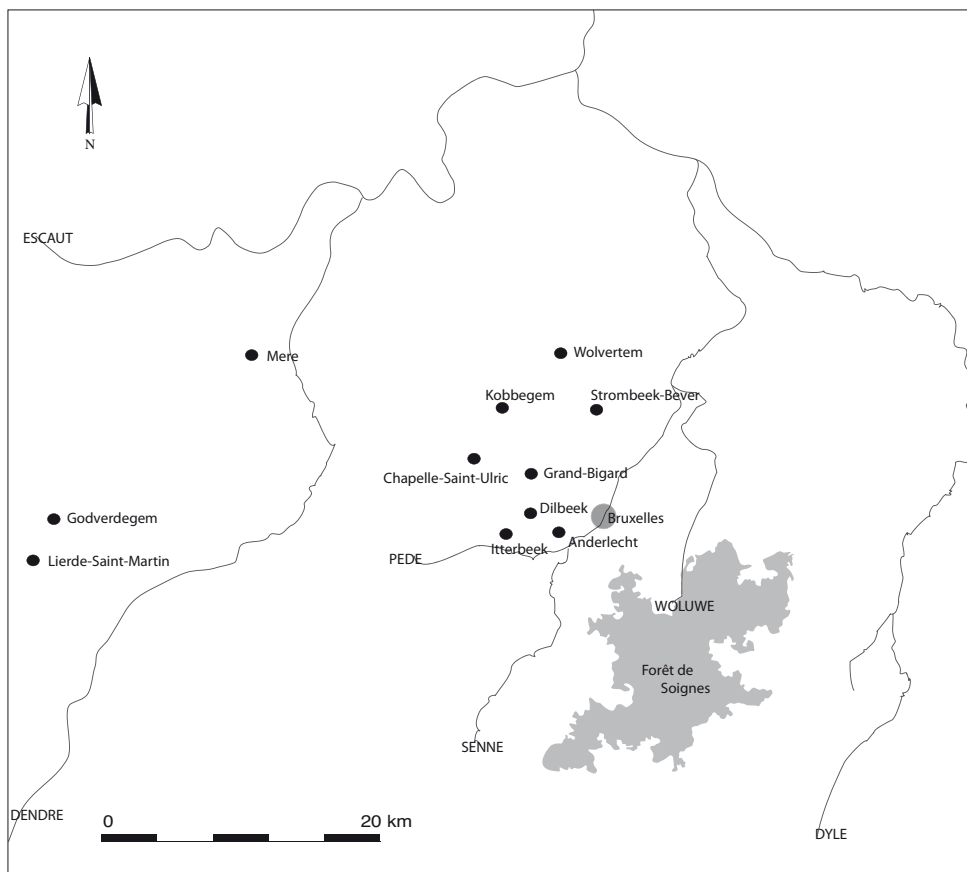 N
ESCAUT
Mere
Wolvertem
Kobbegem
Strombeek-Bever
Chapelle-Saint-Ulric
Grand-Bigard
Godverdegem
Dilbeek
Bruxelles
Itterbeek
Anderlecht
PEDE
Lierde-Saint-Martin
WOLUWE
Forêt de
Soignes
SENNE
DENDRE
0
20 km
DYLE